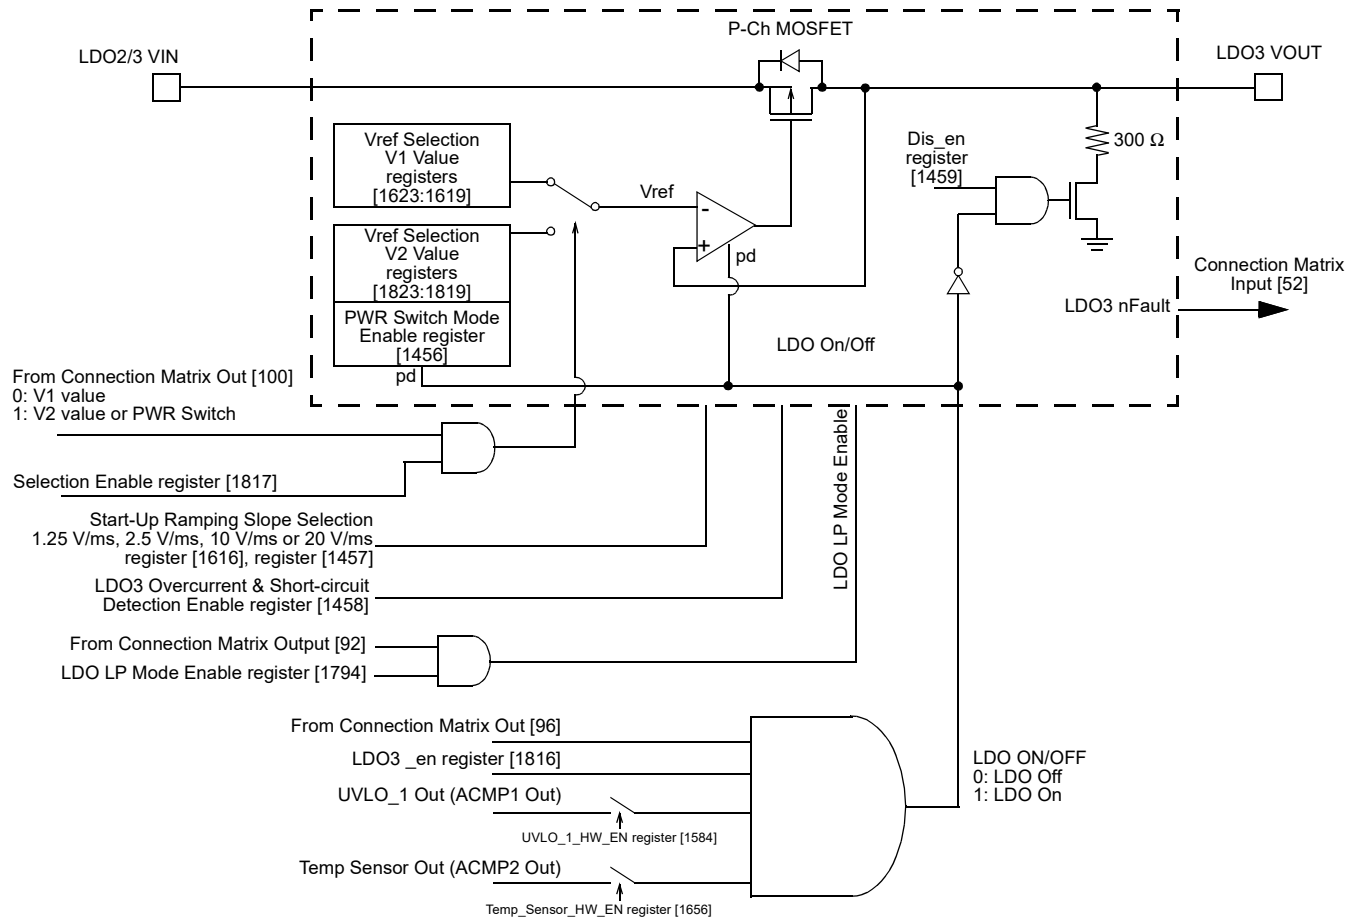 P-Ch MOSFET
LDO2/3 VIN
LDO3 VOUT
Vref Selection
V1 Value
registers
[1623:1619]
Vref
-
+
pd
Dis_en
register
[1459]
300 Ω
Vref Selection
V2 Value
registers
[1823:1819]
PWR Switch Mode
Enable register
[1456]
pd
LDO On/Off
Connection Matrix
Input [52]
LDO3 nFault
From Connection Matrix Out [100]
0: V1 value
1: V2 value or PWR Switch
Selection Enable register [1817]
Start-Up Ramping Slope Selection
1.25 V/ms, 2.5 V/ms, 10 V/ms or 20 V/ms
register [1616], register [1457]
LDO3 Overcurrent & Short-circuit
Detection Enable register [1458]
LDO LP Mode Enable
From Connection Matrix Output [92]
LDO LP Mode Enable register [1794]
From Connection Matrix Out [96]
LDO3 _en register [1816]
UVLO_1 Out (ACMP1 Out)
UVLO_1_HW_EN register [1584]
Temp Sensor Out (ACMP2 Out)
Temp_Sensor_HW_EN register [1656]
LDO ON/OFF
0: LDO Off
1: LDO On